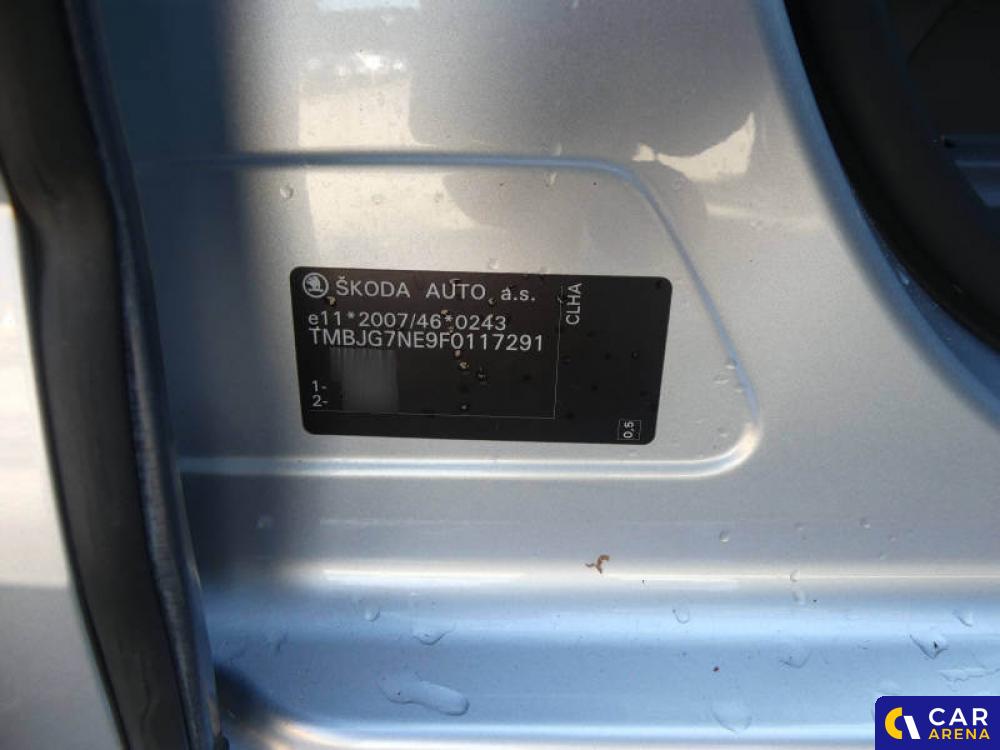 ŠKODA AUTO a.s.
e11*2007/46*0243
TMBJG7NE9F0117291
1-
2-
CLHA
0,5
CAR
ARENA